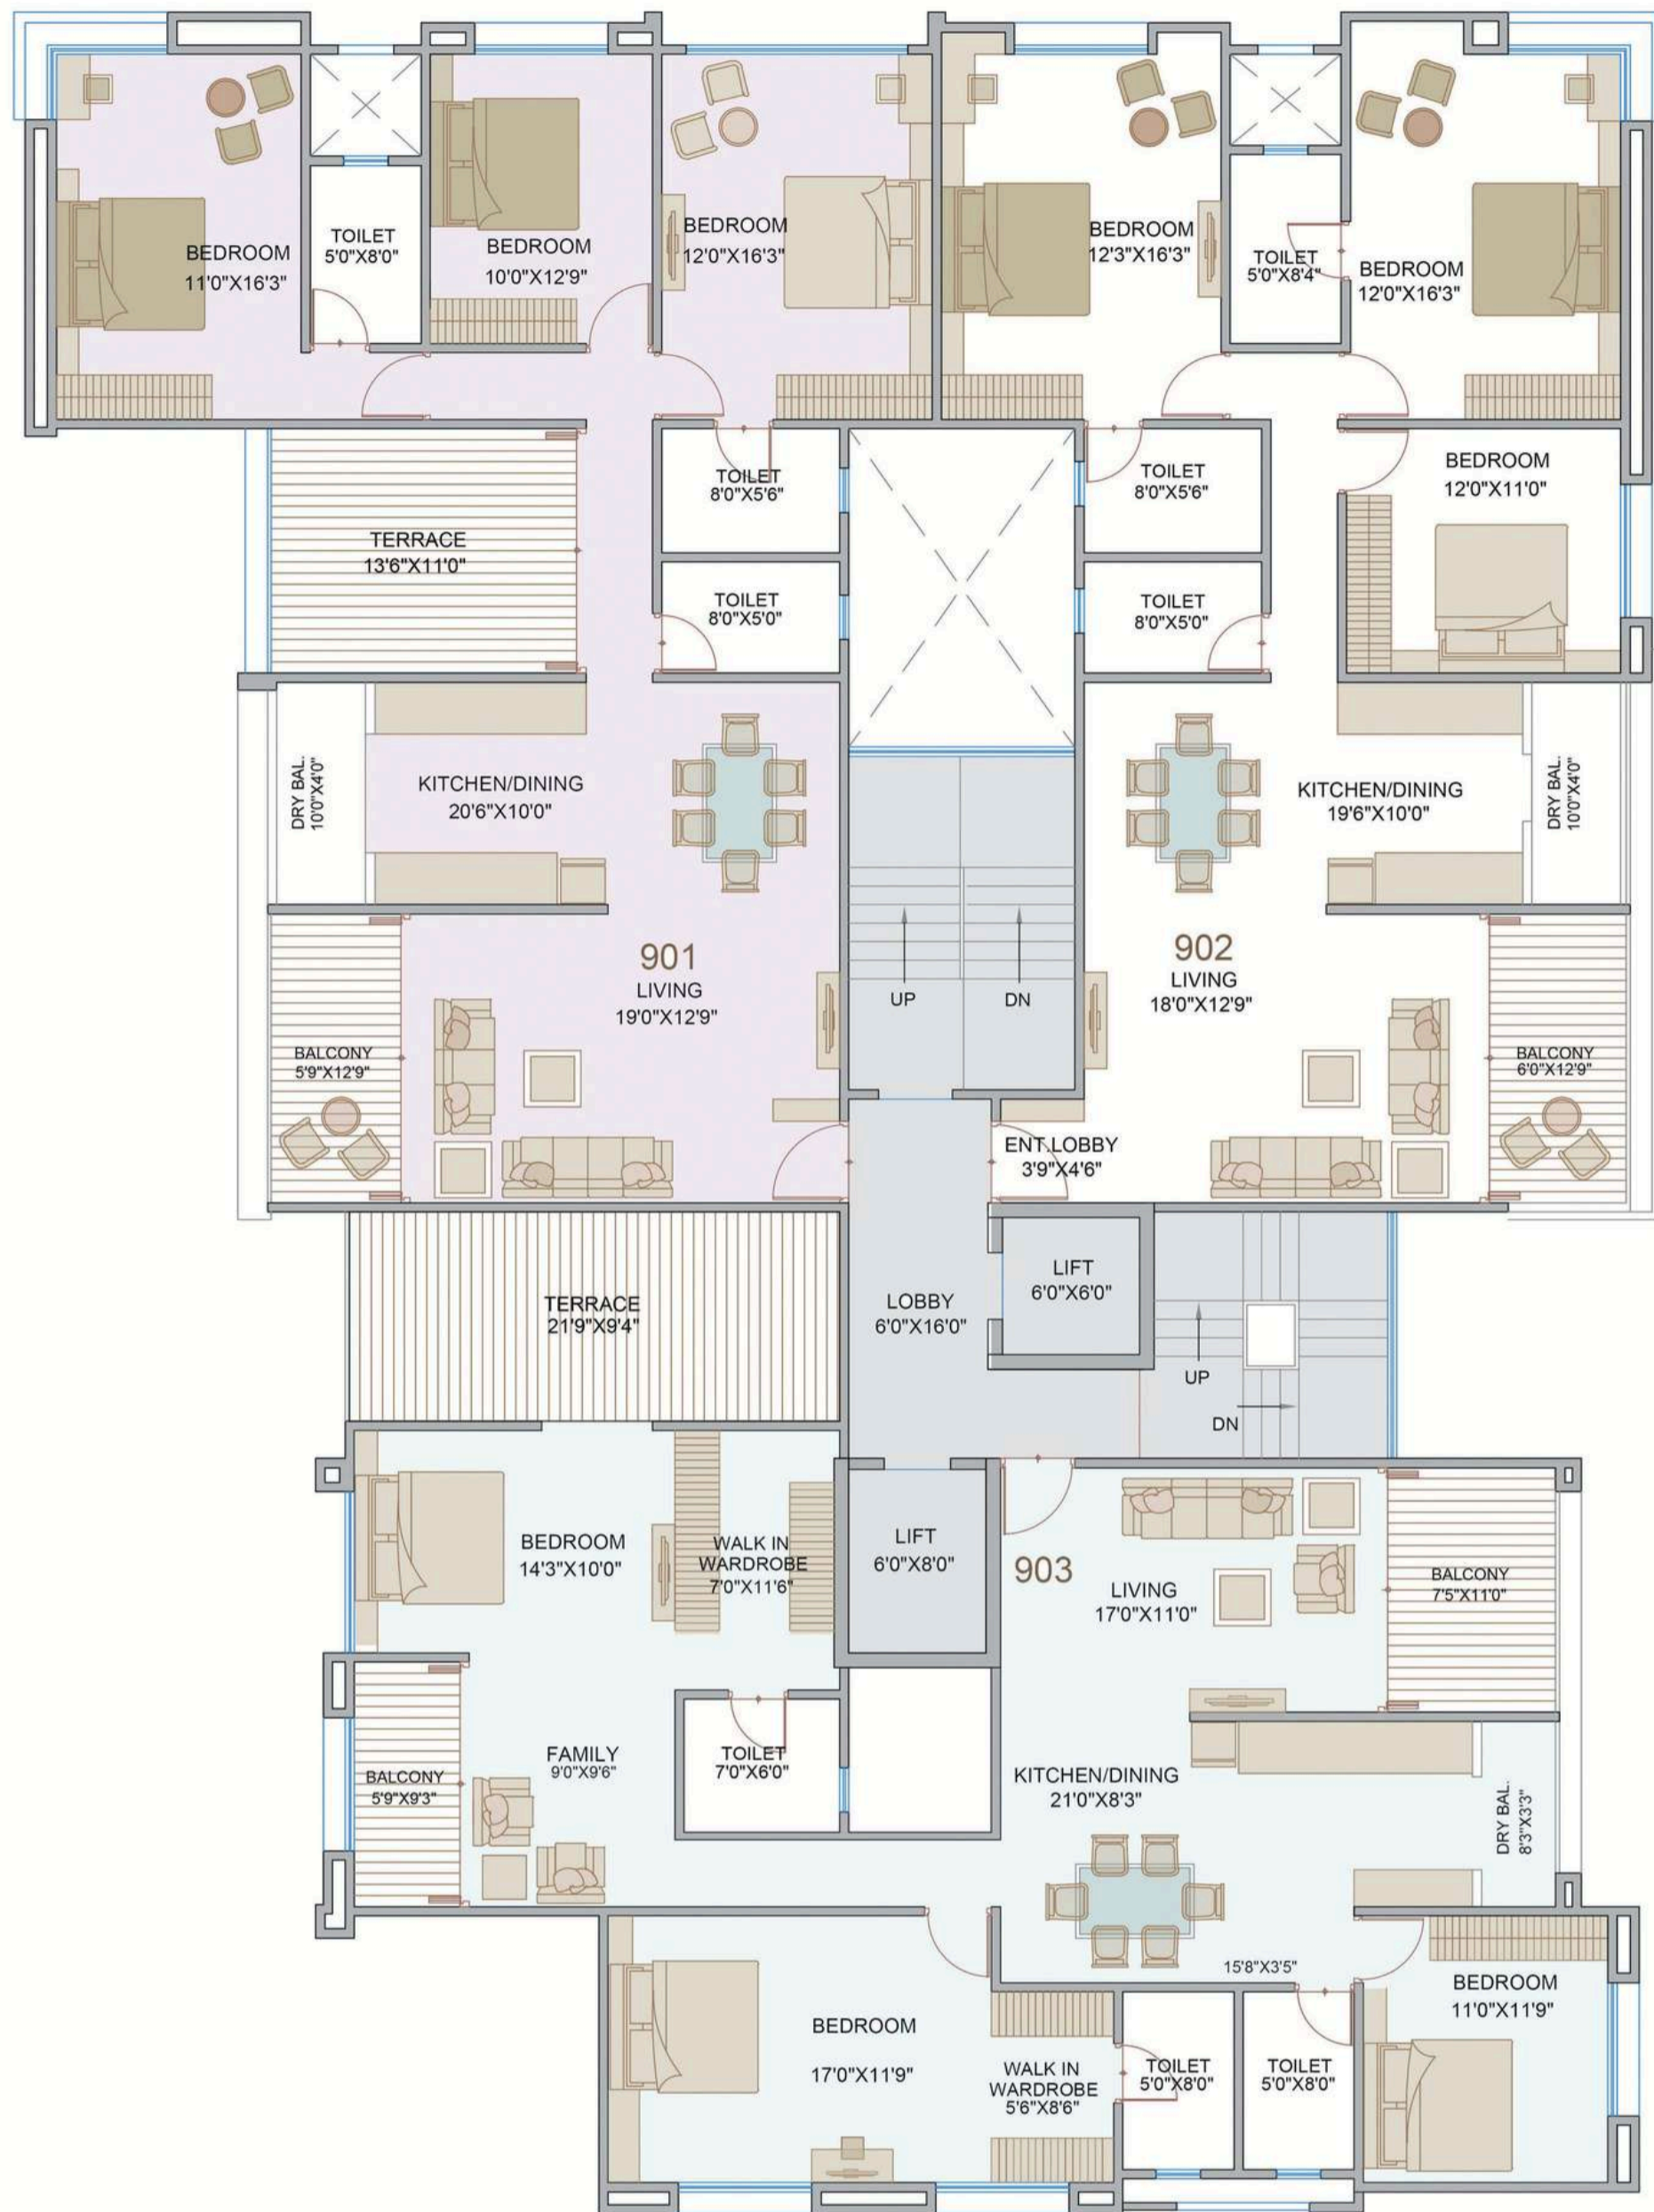 BEDROOM
11'0"X16'3"
TOILET
5'0"X8'0"
BEDROOM
10'0"X12'9"
BEDROOM
12'0"X16'3"
BEDROOM
12'3"X16'3"
TOILET
5'0"X8'4"
BEDROOM
12'0"X16'3"
TERRACE
13'6"X11'0"
TOILET
8'0"X5'6"
TOILET
8'0"X5'6"
BEDROOM
12'0"X11'0"
TOILET
8'0"X5'0"
TOILET
8'0"X5'0"
DRY BAL.
10'0"X4'0"
KITCHEN/DINING
20'6"X10'0"
KITCHEN/DINING
19'6"X10'0"
DRY BAL.
10'0"X4'0"
901
LIVING
19'0"X12'9"
UP
DN
902
LIVING
18'0"X12'9"
BALCONY
5'9"X12'9"
BALCONY
6'0"X12'9"
ENT.LOBBY
3'9"X4'6"
TERRACE
21'9"X9'4"
LOBBY
6'0"X16'0"
LIFT
6'0"X6'0"
UP
DN
BEDROOM
14'3"X10'0"
WALK IN
WARDROBE
7'0"X11'6"
LIFT
6'0"X8'0"
903
LIVING
17'0"X11'0"
BALCONY
7'5"X11'0"
BALCONY
5'9"X9'3"
FAMILY
9'0"X9'6"
TOILET
7'0"X6'0"
KITCHEN/DINING
21'0"X8'3"
DRY BAL.
8'3"X3'3"
15'8"X3'5"
BEDROOM
17'0"X11'9"
WALK IN
WARDROBE
5'6"X8'6"
TOILET
5'0"X8'0"
TOILET
5'0"X8'0"
BEDROOM
11'0"X11'9"